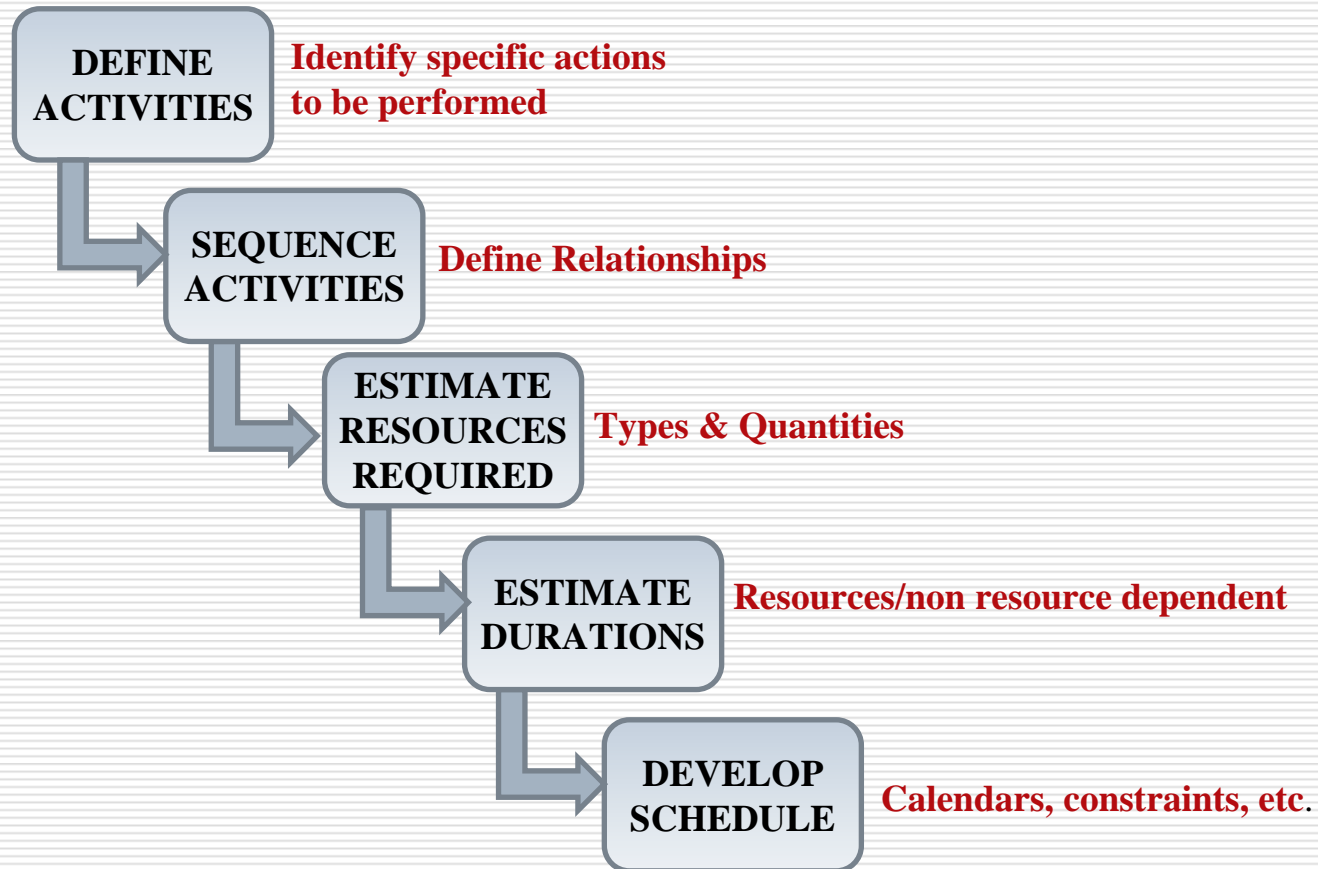 DEFINE
ACTIVITIES
Identify specific actions
to be performed
SEQUENCE
ACTIVITIES
Define Relationships
ESTIMATE
RESOURCES
REQUIRED
Types & Quantities
ESTIMATE
DURATIONS
Resources/non resource dependent
DEVELOP
SCHEDULE
Calendars, constraints, etc.